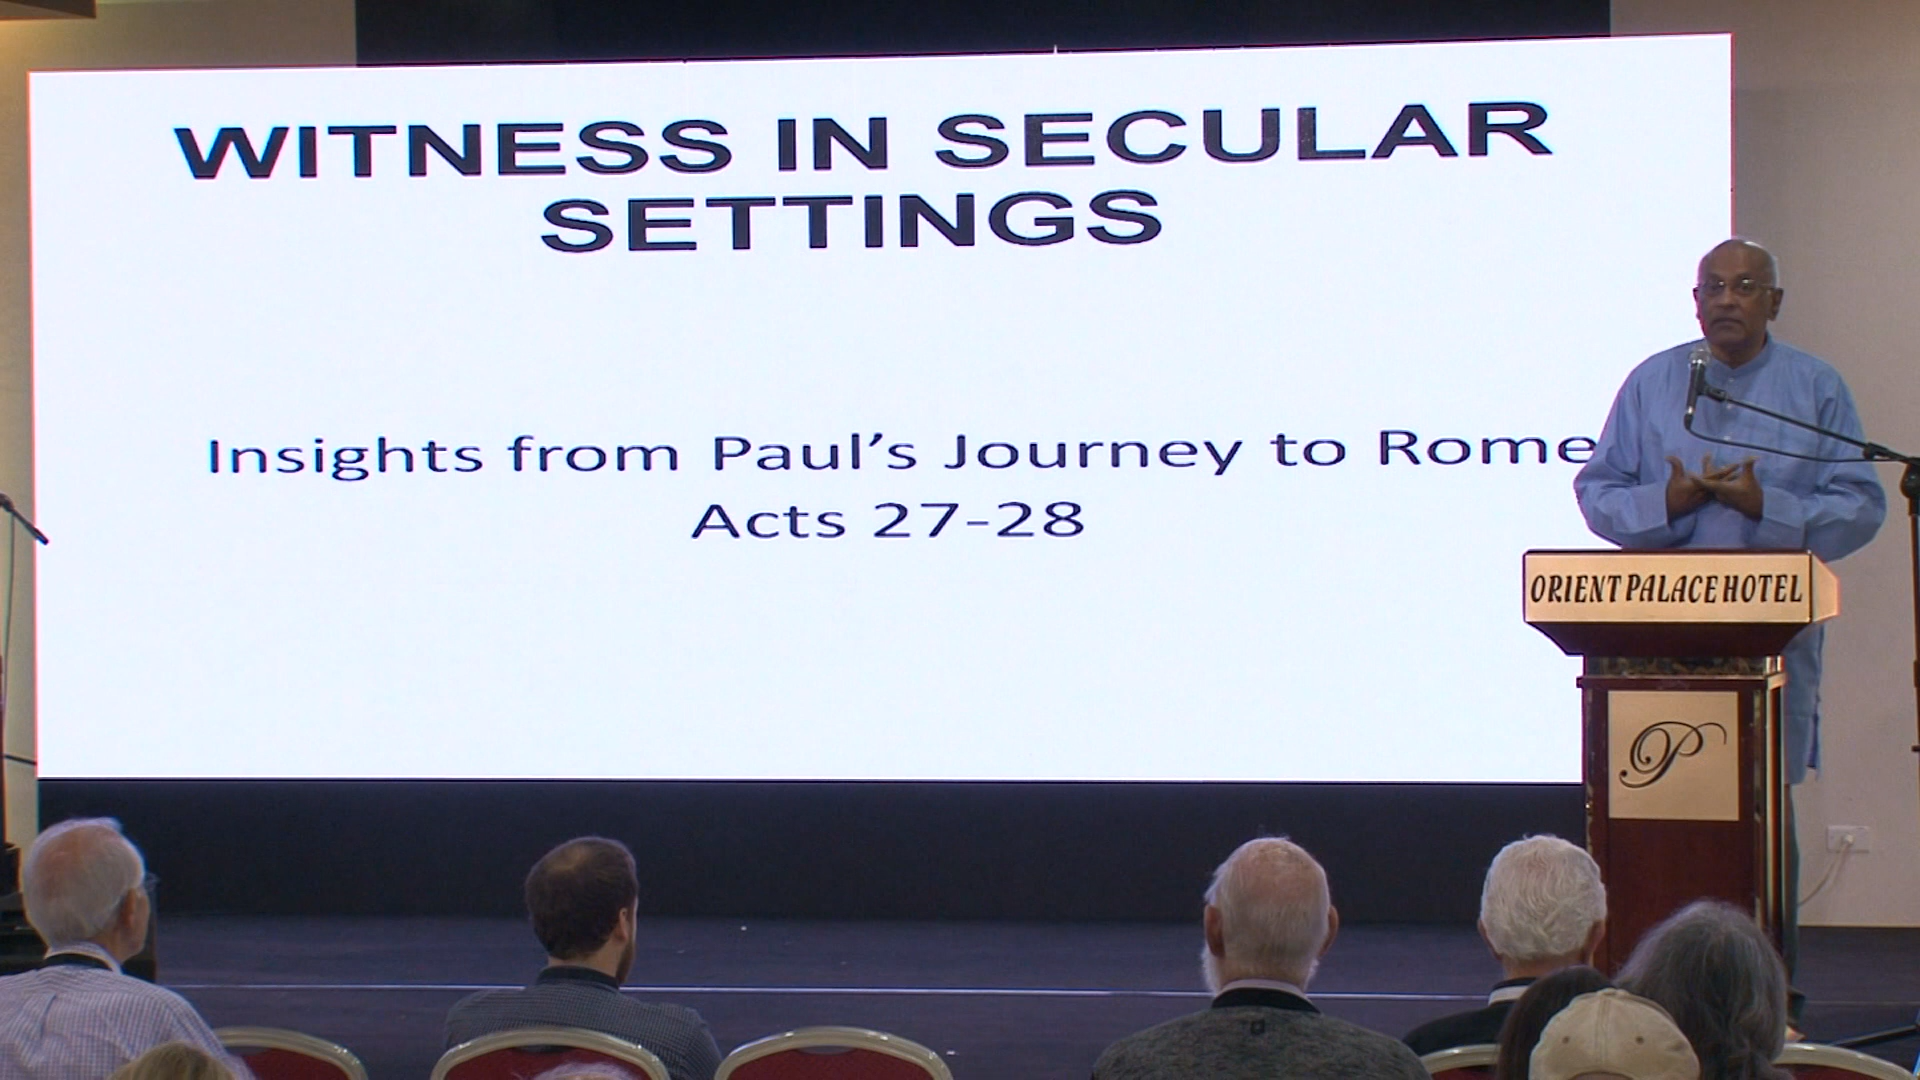 WITNESS IN SECULAR
SETTINGS
Insights from Paul’s Journey to Rome
Acts 27-28
ORIENT PALACE HOTEL
P